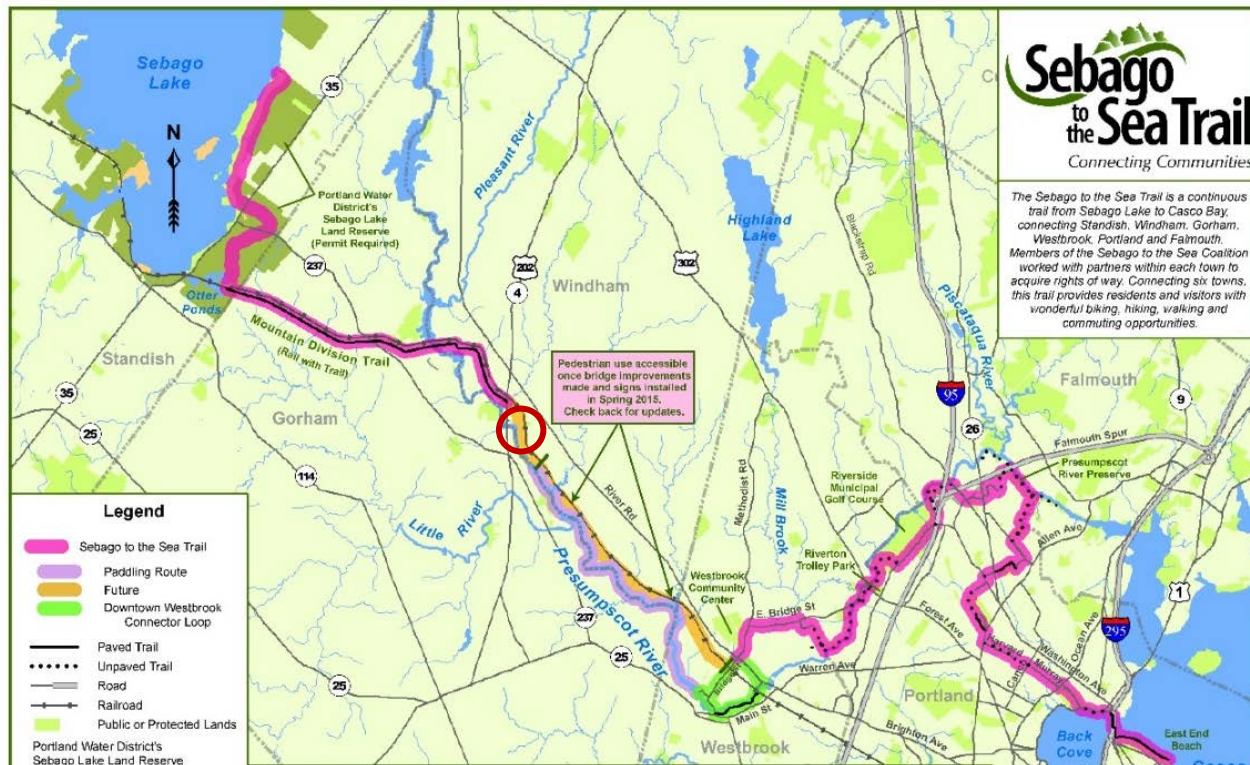 Sebago
to
the Sea Trail
Connecting Communities
The Sebago to the Sea Trail is a continuous
trail from Sebago Lake to Casco Bay,
connecting Standish, Windham, Gorham,
Westbrook, Portland and Falmouth.
Members of the Sebago to the Sea Coalition
worked with partners within each town to
acquire rights of way. Connecting six towns,
this trail provides residents and visitors with
wonderful biking, hiking, walking and
commuting opportunities.
Sebago
Lake
N
35
Portland Water
District's
Sebago Lake
Land Reserve
(Permit Required)
237
Otter
Ponds
Mountain Division Trail
(Rail with Trail)
Standish
Gorham
35
25
114
Pleasant River
202
4
302
Windham
Highland
Lake
Blackstrap Rd
Piscataqua River
95
26
Falmouth
9
Falmouth Spur
Presumpscot
River Preserve
Pedestrian use accessible
once bridge improvements
made and signs installed
in Spring 2015.
Check back for updates.
River Rd
Methodist Rd
Mill Brook
Riverside
Municipal
Golf Course
Little River
Presumpscot River
Riverton
Trolley Park
Allen Ave
Westbrook
Community
Center
E. Bridge St
237
25
25
Forest Ave
Warren Ave
Washington Ave
Ocean Ave
1
295
Portland
Main St
Brighton Ave
Westbrook
Back
Cove
East End
Beach
Legend
Sebago to the Sea Trail
Paddling Route
Future
Downtown Westbrook
Connector Loop
Paved Trail
Unpaved Trail
Road
Railroad
Public or Protected Lands
Portland Water District's
Sebago Lake Land Reserve